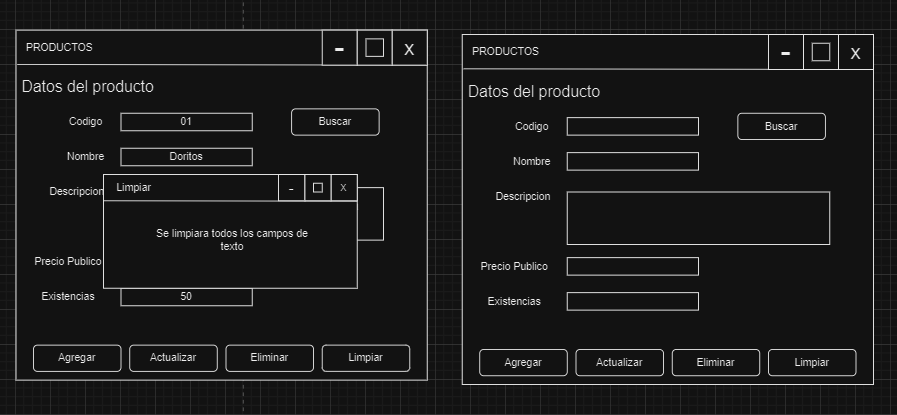 PRODUCTOS
- X
Datos del producto
Codigo 01 Buscar
Nombre Doritos
Descripcion
Limpiar - X
Se limpiara todos los campos de
texto
Precio Publico
Existencias 50
Agregar Actualizar Eliminar Limpiar
PRODUCTOS
- X
Datos del producto
Codigo Buscar
Nombre
Descripcion
Precio Publico
Existencias
Agregar Actualizar Eliminar Limpiar